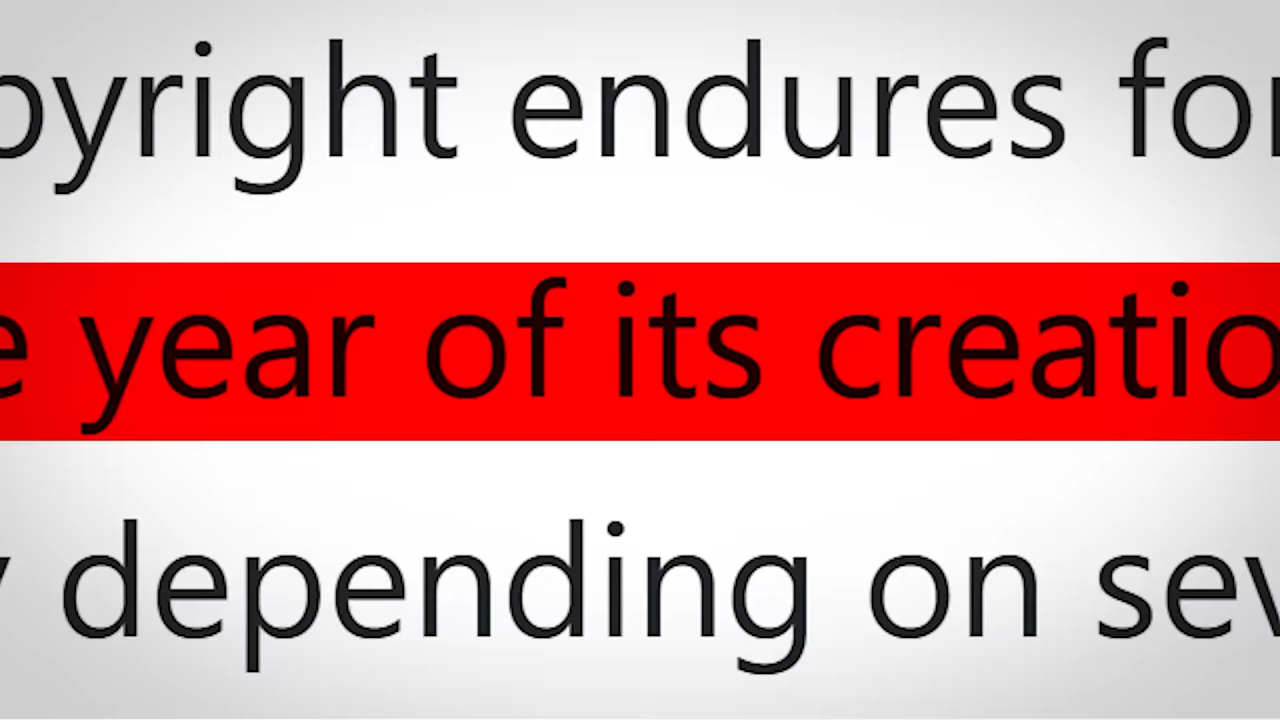 pyright endures for
e year of its creatio
y depending on sev